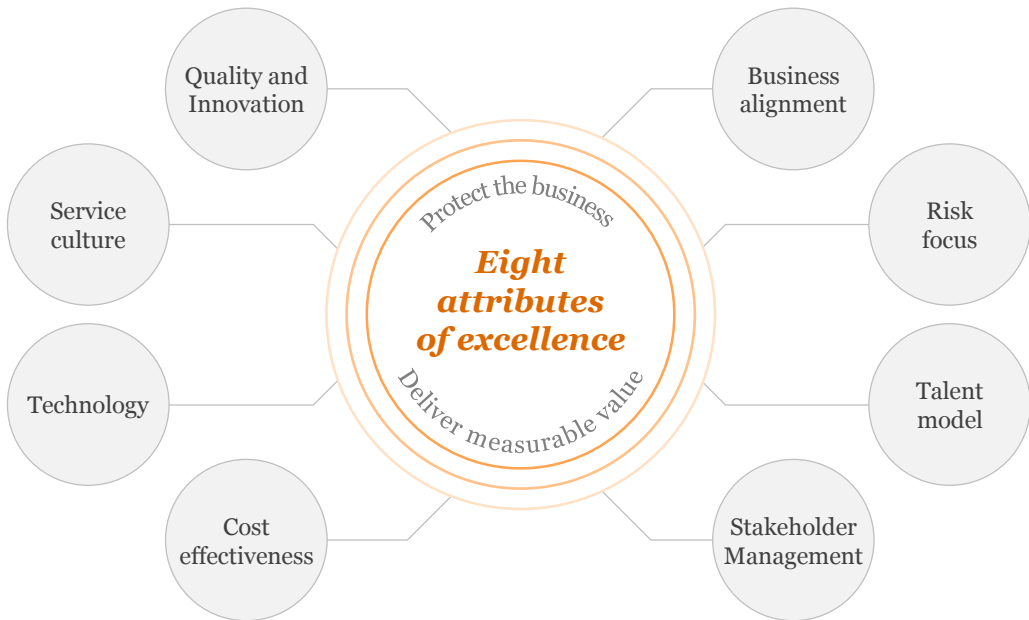 Quality and
Innovation
Business
alignment
Service
culture
Risk
focus
Protect the business
Eight
attributes
of excellence
Deliver measurable value
Technology
Talent
model
Cost
effectiveness
Stakeholder
Management